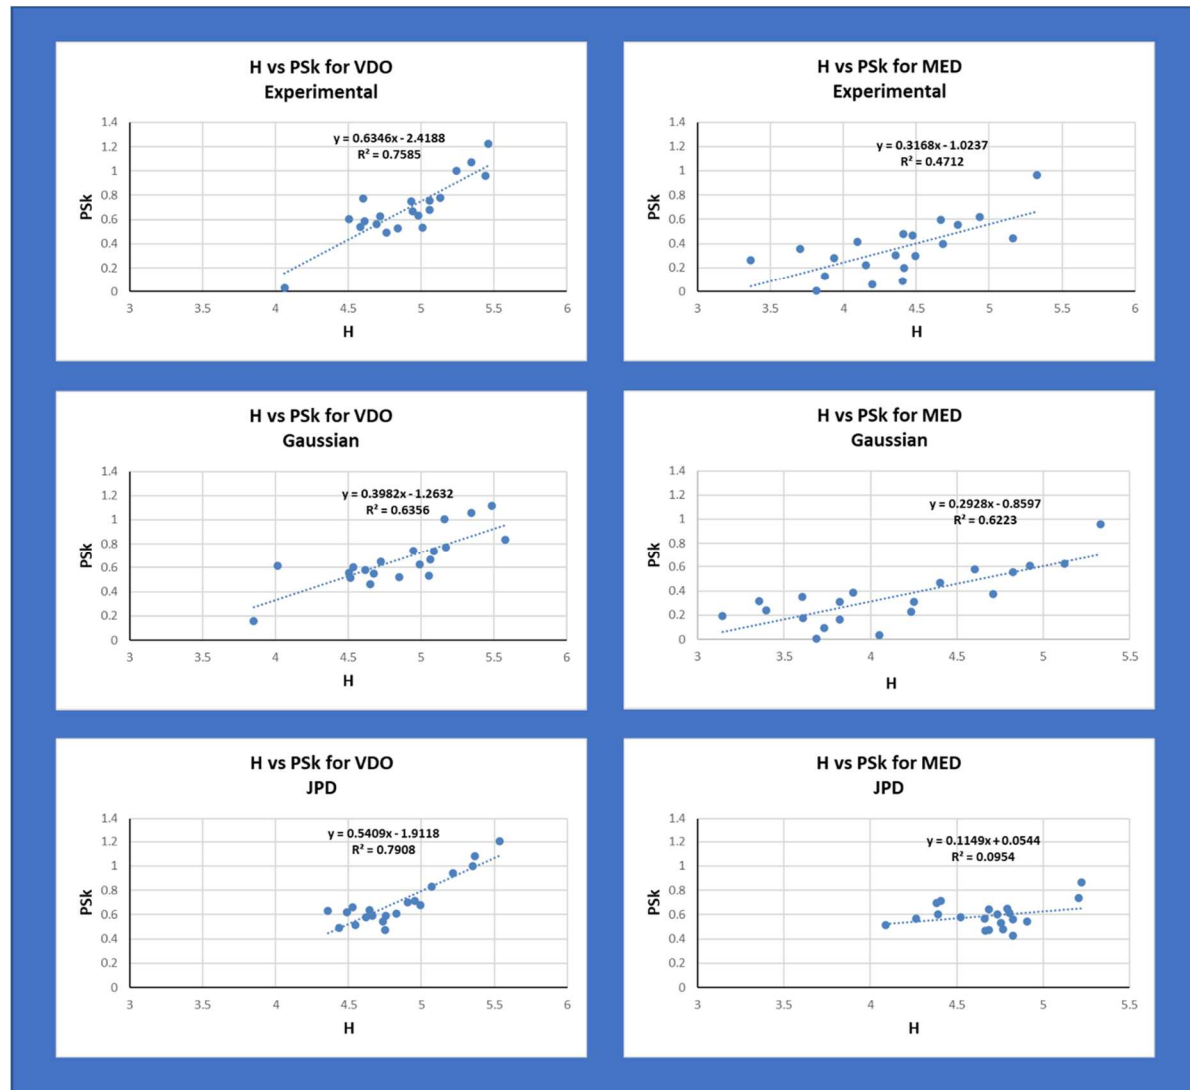 H vs PSk for VDO
Experimental
y = 0.6346x - 2.4188
R² = 0.7585
1.4
1.2
1
0.8
0.6
0.4
0.2
0
PSk
3 3.5 4 4.5 5 5.5 6
H
H vs PSk for MED
Experimental
y = 0.3168x - 1.0237
R² = 0.4712
1.4
1.2
1
0.8
0.6
0.4
0.2
0
PSk
3 3.5 4 4.5 5 5.5 6
H
H vs PSk for VDO
Gaussian
y = 0.3982x - 1.2632
R² = 0.6356
1.4
1.2
1
0.8
0.6
0.4
0.2
0
PSk
3 3.5 4 4.5 5 5.5 6
H
H vs PSk for MED
Gaussian
y = 0.2928x - 0.8597
R² = 0.6223
1.4
1.2
1
0.8
0.6
0.4
0.2
0
PSk
3 3.5 4 4.5 5 5.5
H
H vs PSk for VDO
JPD
y = 0.5409x - 1.9118
R² = 0.7908
1.4
1.2
1
0.8
0.6
0.4
0.2
0
PSk
3 3.5 4 4.5 5 5.5 6
H
H vs PSk for MED
JPD
y = 0.1149x + 0.0544
R² = 0.0954
1.4
1.2
1
0.8
0.6
0.4
0.2
0
PSk
3 3.5 4 4.5 5 5.5
H